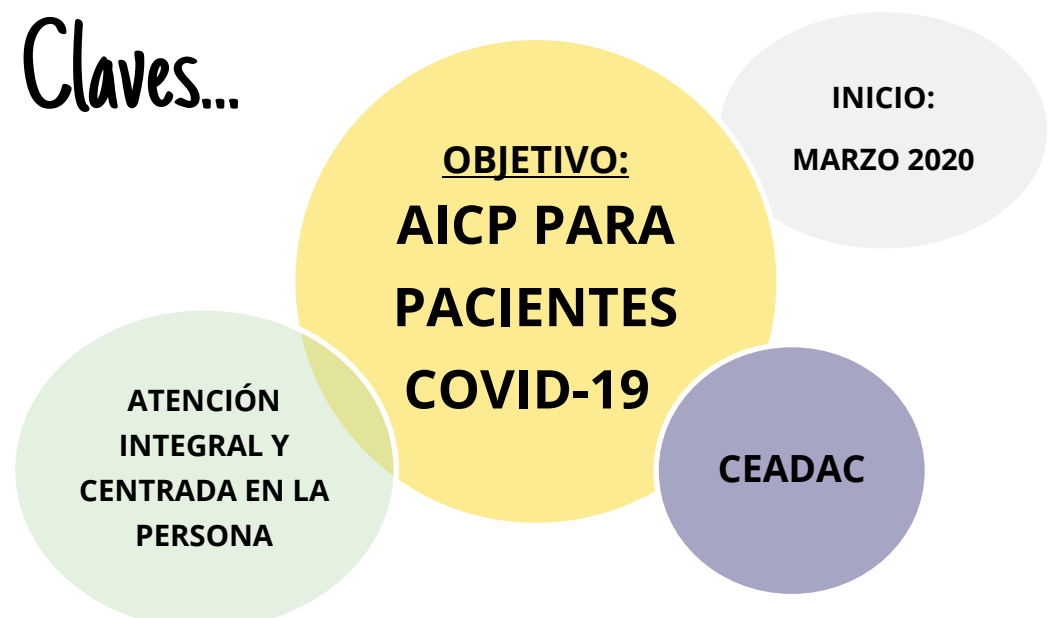 Claves...
INICIO:
MARZO 2020
OBJETIVO:
AICP PARA
PACIENTES
COVID-19
ATENCIÓN
INTEGRAL Y
CENTRADA EN LA
PERSONA
CEADAC